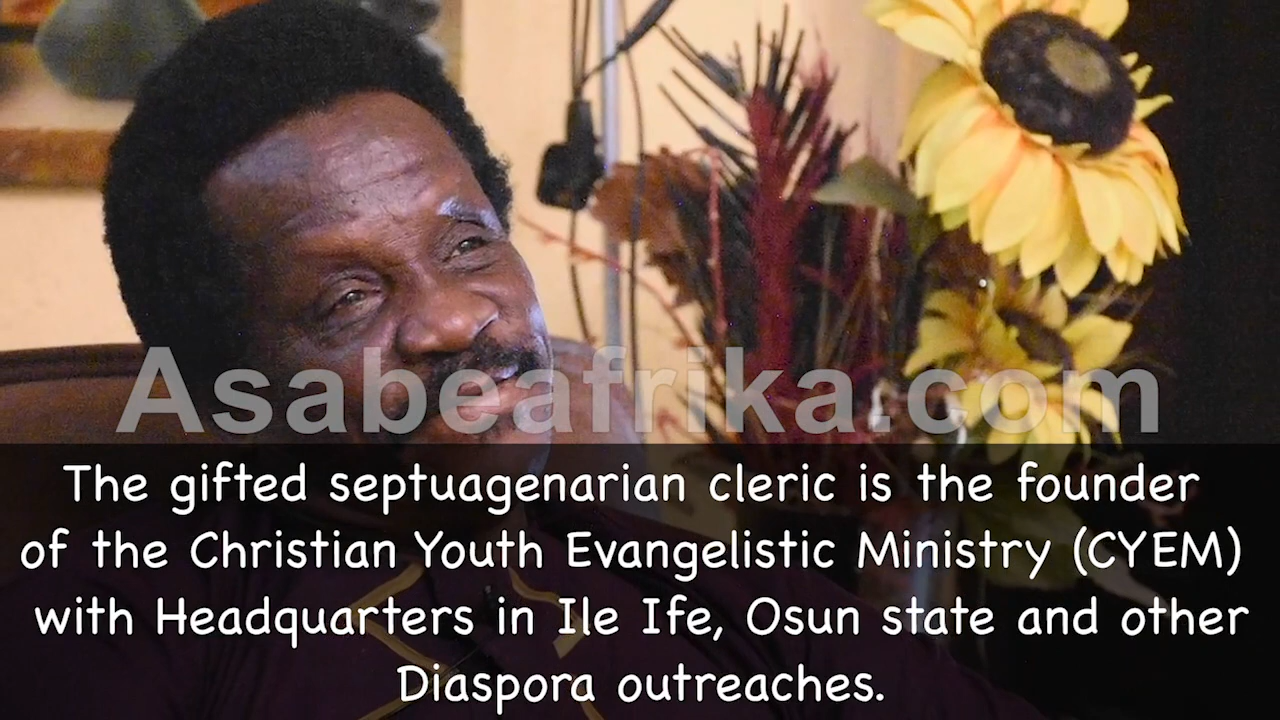 Asabeafrika.com
The gifted septuagenarian cleric is the founder
of the Christian Youth Evangelistic Ministry (CYEM)
with Headquarters in Ile Ife, Osun state and other
Diaspora outreaches.